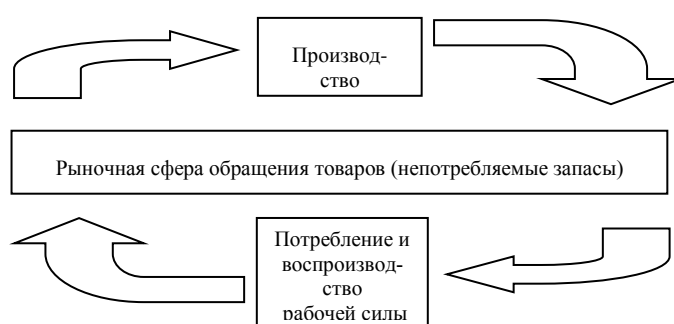 Производ-
ство
Рыночная сфера обращения товаров (непотребляемые запасы)
Потребление и
воспроизвод-
ство
рабочей силы